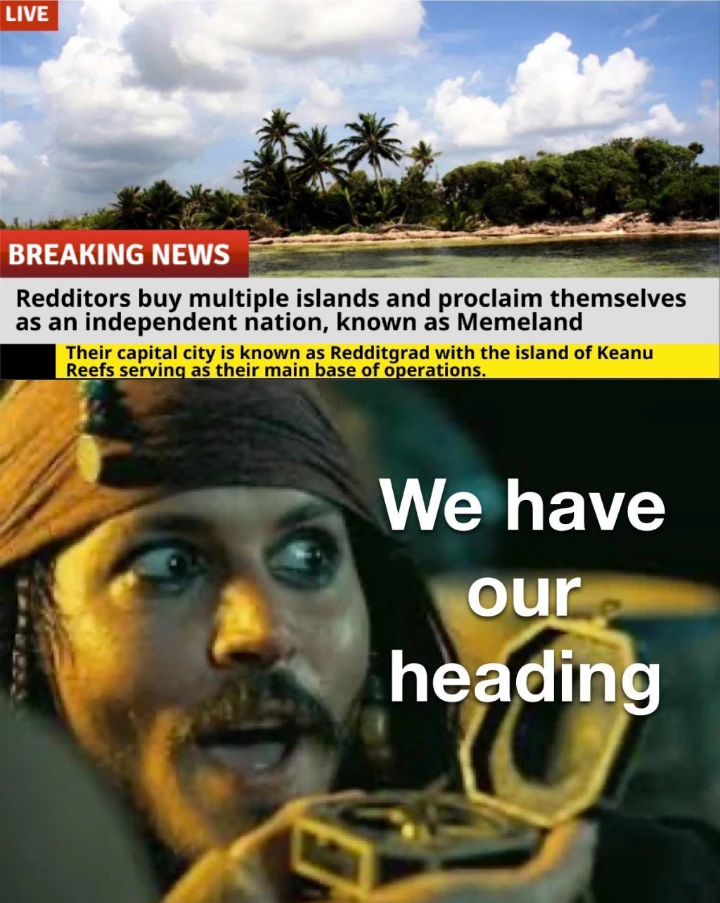 LIVE
BREAKING NEWS
Redditors buy multiple islands and proclaim themselves
as an independent nation, known as Memeland
Their capital city is known as Redditgrad with the island of Keanu
Reefs serving as their main base of operations.
We have
our
heading